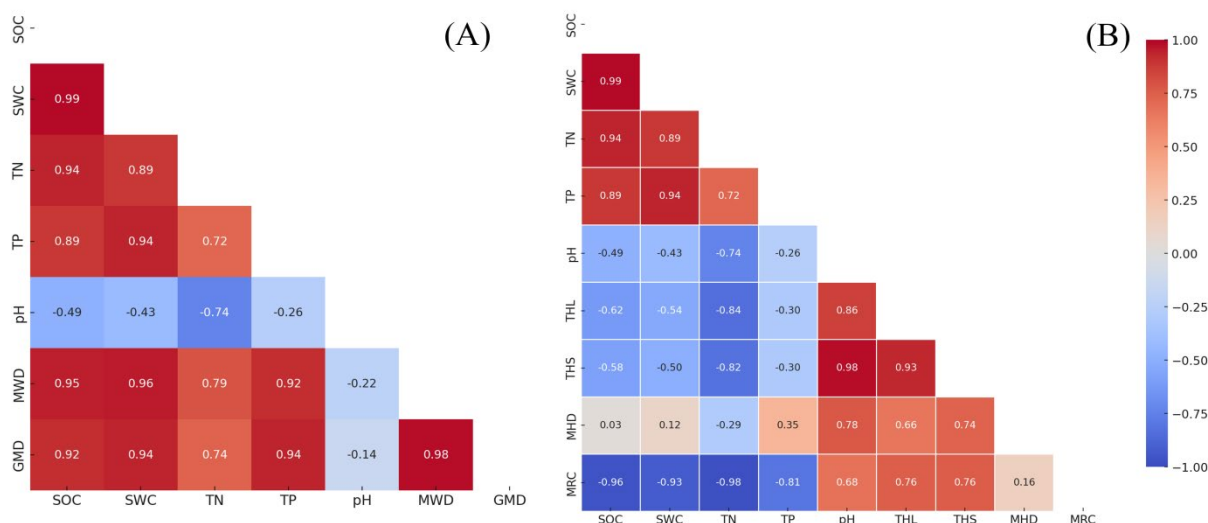 (A)
SOC
SWC 0.99
TN 0.94 0.89
TP 0.89 0.94 0.72
pH -0.49 -0.43 -0.74 -0.26
MWD 0.95 0.96 0.79 0.92 -0.22
GMD 0.92 0.94 0.74 0.94 -0.14 0.98
SOC SWC TN TP pH MWD GMD
(B)
SOC
SWC 0.99
TN 0.94 0.89
TP 0.89 0.94 0.72
pH -0.49 -0.43 -0.74 -0.26
THL -0.62 -0.54 -0.84 -0.30 0.86
THS -0.58 -0.50 -0.82 -0.30 0.98 0.93
MHD 0.03 0.12 -0.29 0.35 0.78 0.66 0.74
MRC -0.96 -0.93 -0.98 -0.81 0.68 0.76 0.76 0.16
SOC SWC TN TP pH THL THS MHD MRC
1.00
0.75
0.50
0.25
0.00
−0.25
−0.50
−0.75
−1.00